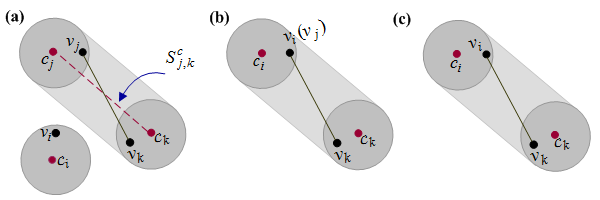 (a)
v_j
c_j
S^c_{j,k}
c_k
v_k
v_i
c_i
(b)
v_i(v_j)
c_i
c_k
v_k
(c)
v_i
c_i
c_k
v_k